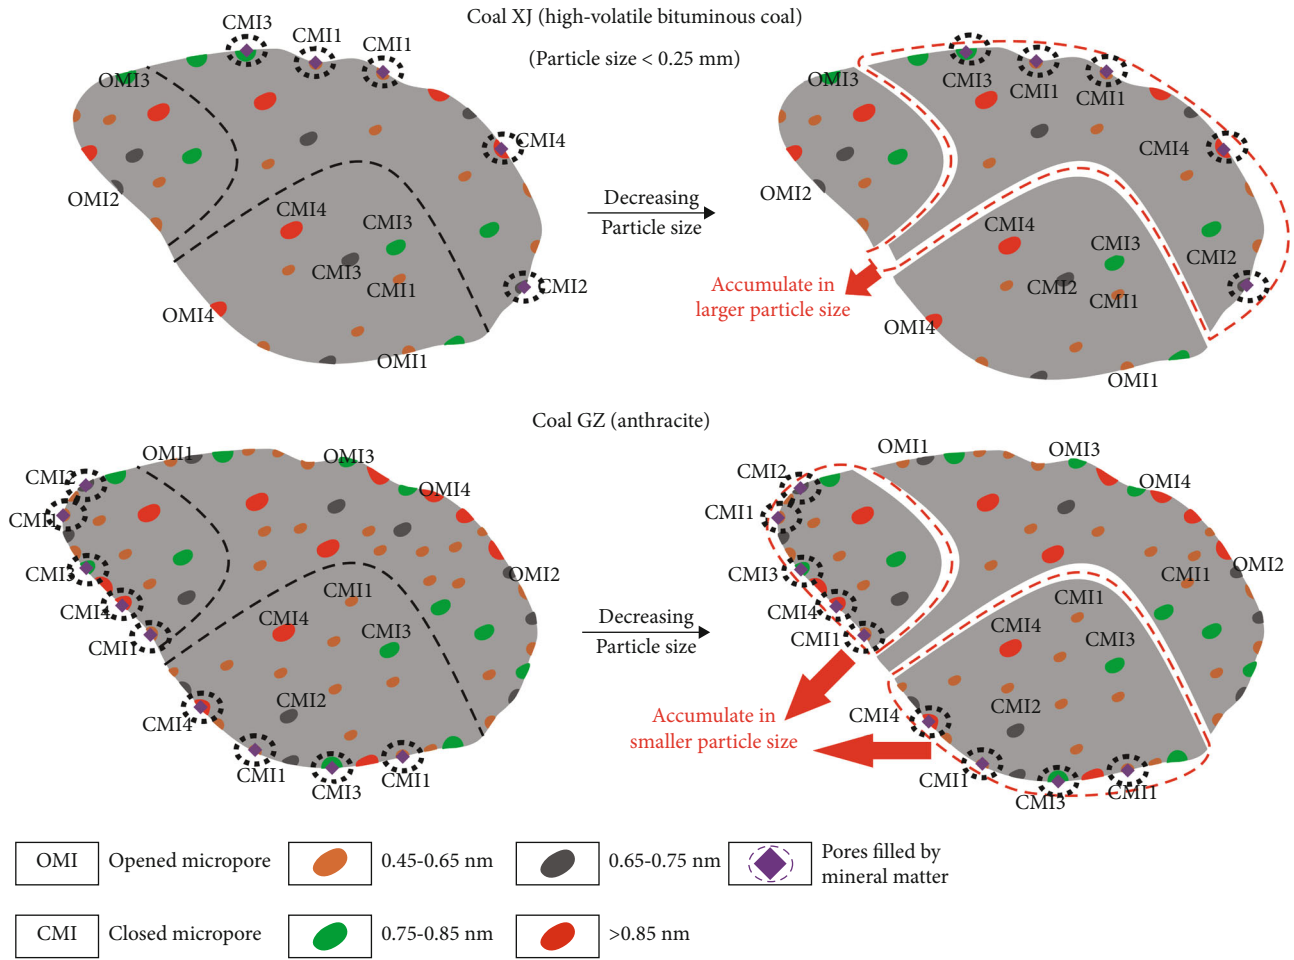 Coal XJ (high-volatile bituminous coal)
(Particle size < 0.25 mm)
CMI3
CMI1
CMI1
OMI3
CMI4
OMI2
CMI4
CMI3
CMI3
CMI1
CMI2
OMI4
OMI1
Decreasing
Particle size
OMI3
CMI3
CMI1
CMI1
CMI4
OMI2
CMI4
CMI3
CMI2
CMI2
CMI1
Accumulate in
larger particle size
OMI4
OMI1
Coal GZ (anthracite)
OMI1
OMI3
CMI2
OMI4
CMI1
CMI3
OMI2
CMI1
CMI4
CMI4
CMI3
CMI1
CMI2
CMI4
CMI1
CMI3
CMI1
Decreasing
Particle size
OMI1
OMI3
CMI2
OMI4
CMI1
CMI3
OMI2
CMI1
CMI4
CMI1
CMI1
CMI4
CMI3
CMI4
CMI2
Accumulate in
smaller particle size
CMI1
CMI3
CMI1
OMI
Opened micropore
0.45-0.65 nm
0.65-0.75 nm
Pores filled by
mineral matter
CMI
Closed micropore
0.75-0.85 nm
>0.85 nm